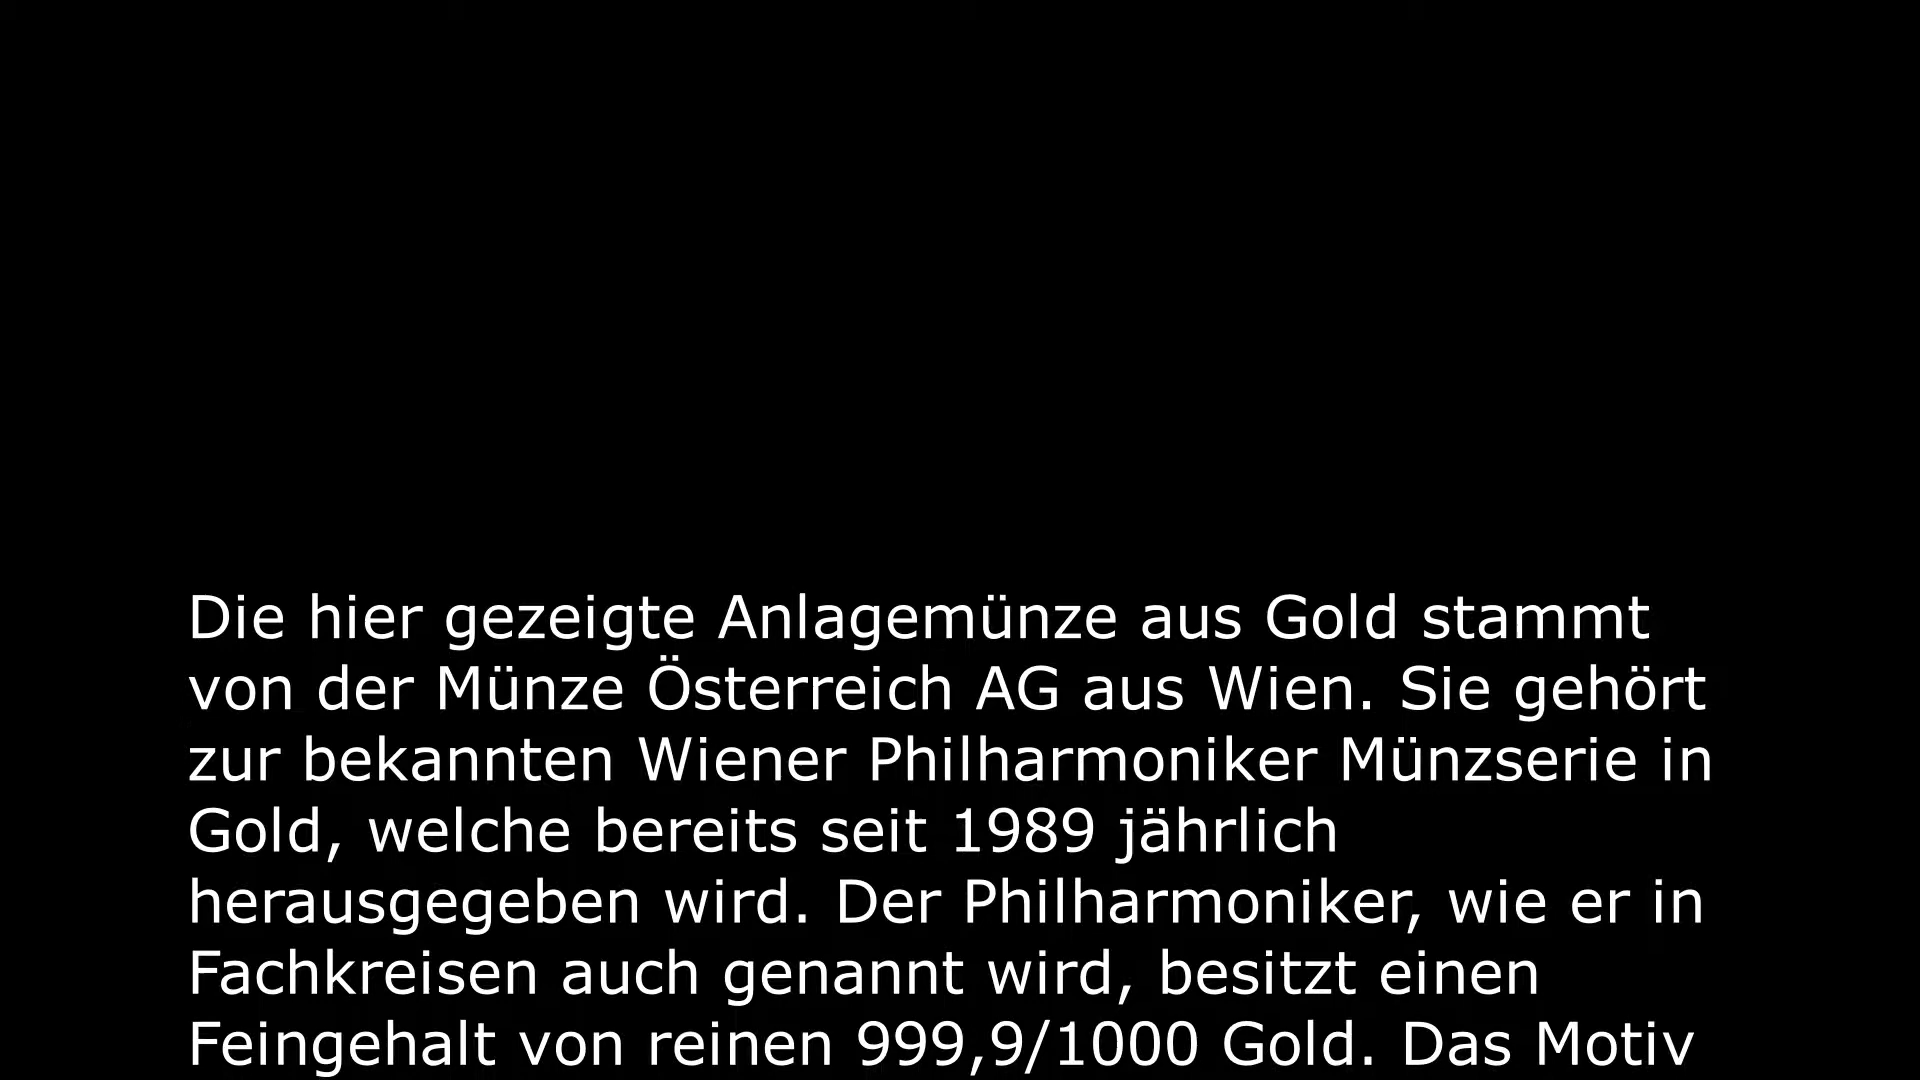 Die hier gezeigte Anlagemünze aus Gold stammt
von der Münze Österreich AG aus Wien. Sie gehört
zur bekannten Wiener Philharmoniker Münzserie in
Gold, welche bereits seit 1989 jährlich
herausgegeben wird. Der Philharmoniker, wie er in
Fachkreisen auch genannt wird, besitzt einen
Feingehalt von reinen 999,9/1000 Gold. Das Motiv